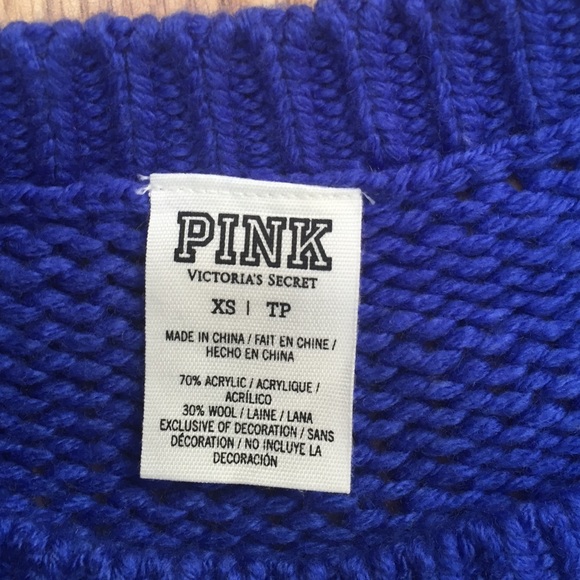 PINK
VICTORIA'S SECRET
XS | TP
MADE IN CHINA / FAIT EN CHINE /
HECHO EN CHINA
70% ACRYLIC / ACRYLIQUE /
ACRÍLICO
30% WOOL / LAINE / LANA
EXCLUSIVE OF DECORATION / SANS
DÉCORATION / NO INCLUYE LA
DECORACIÓN